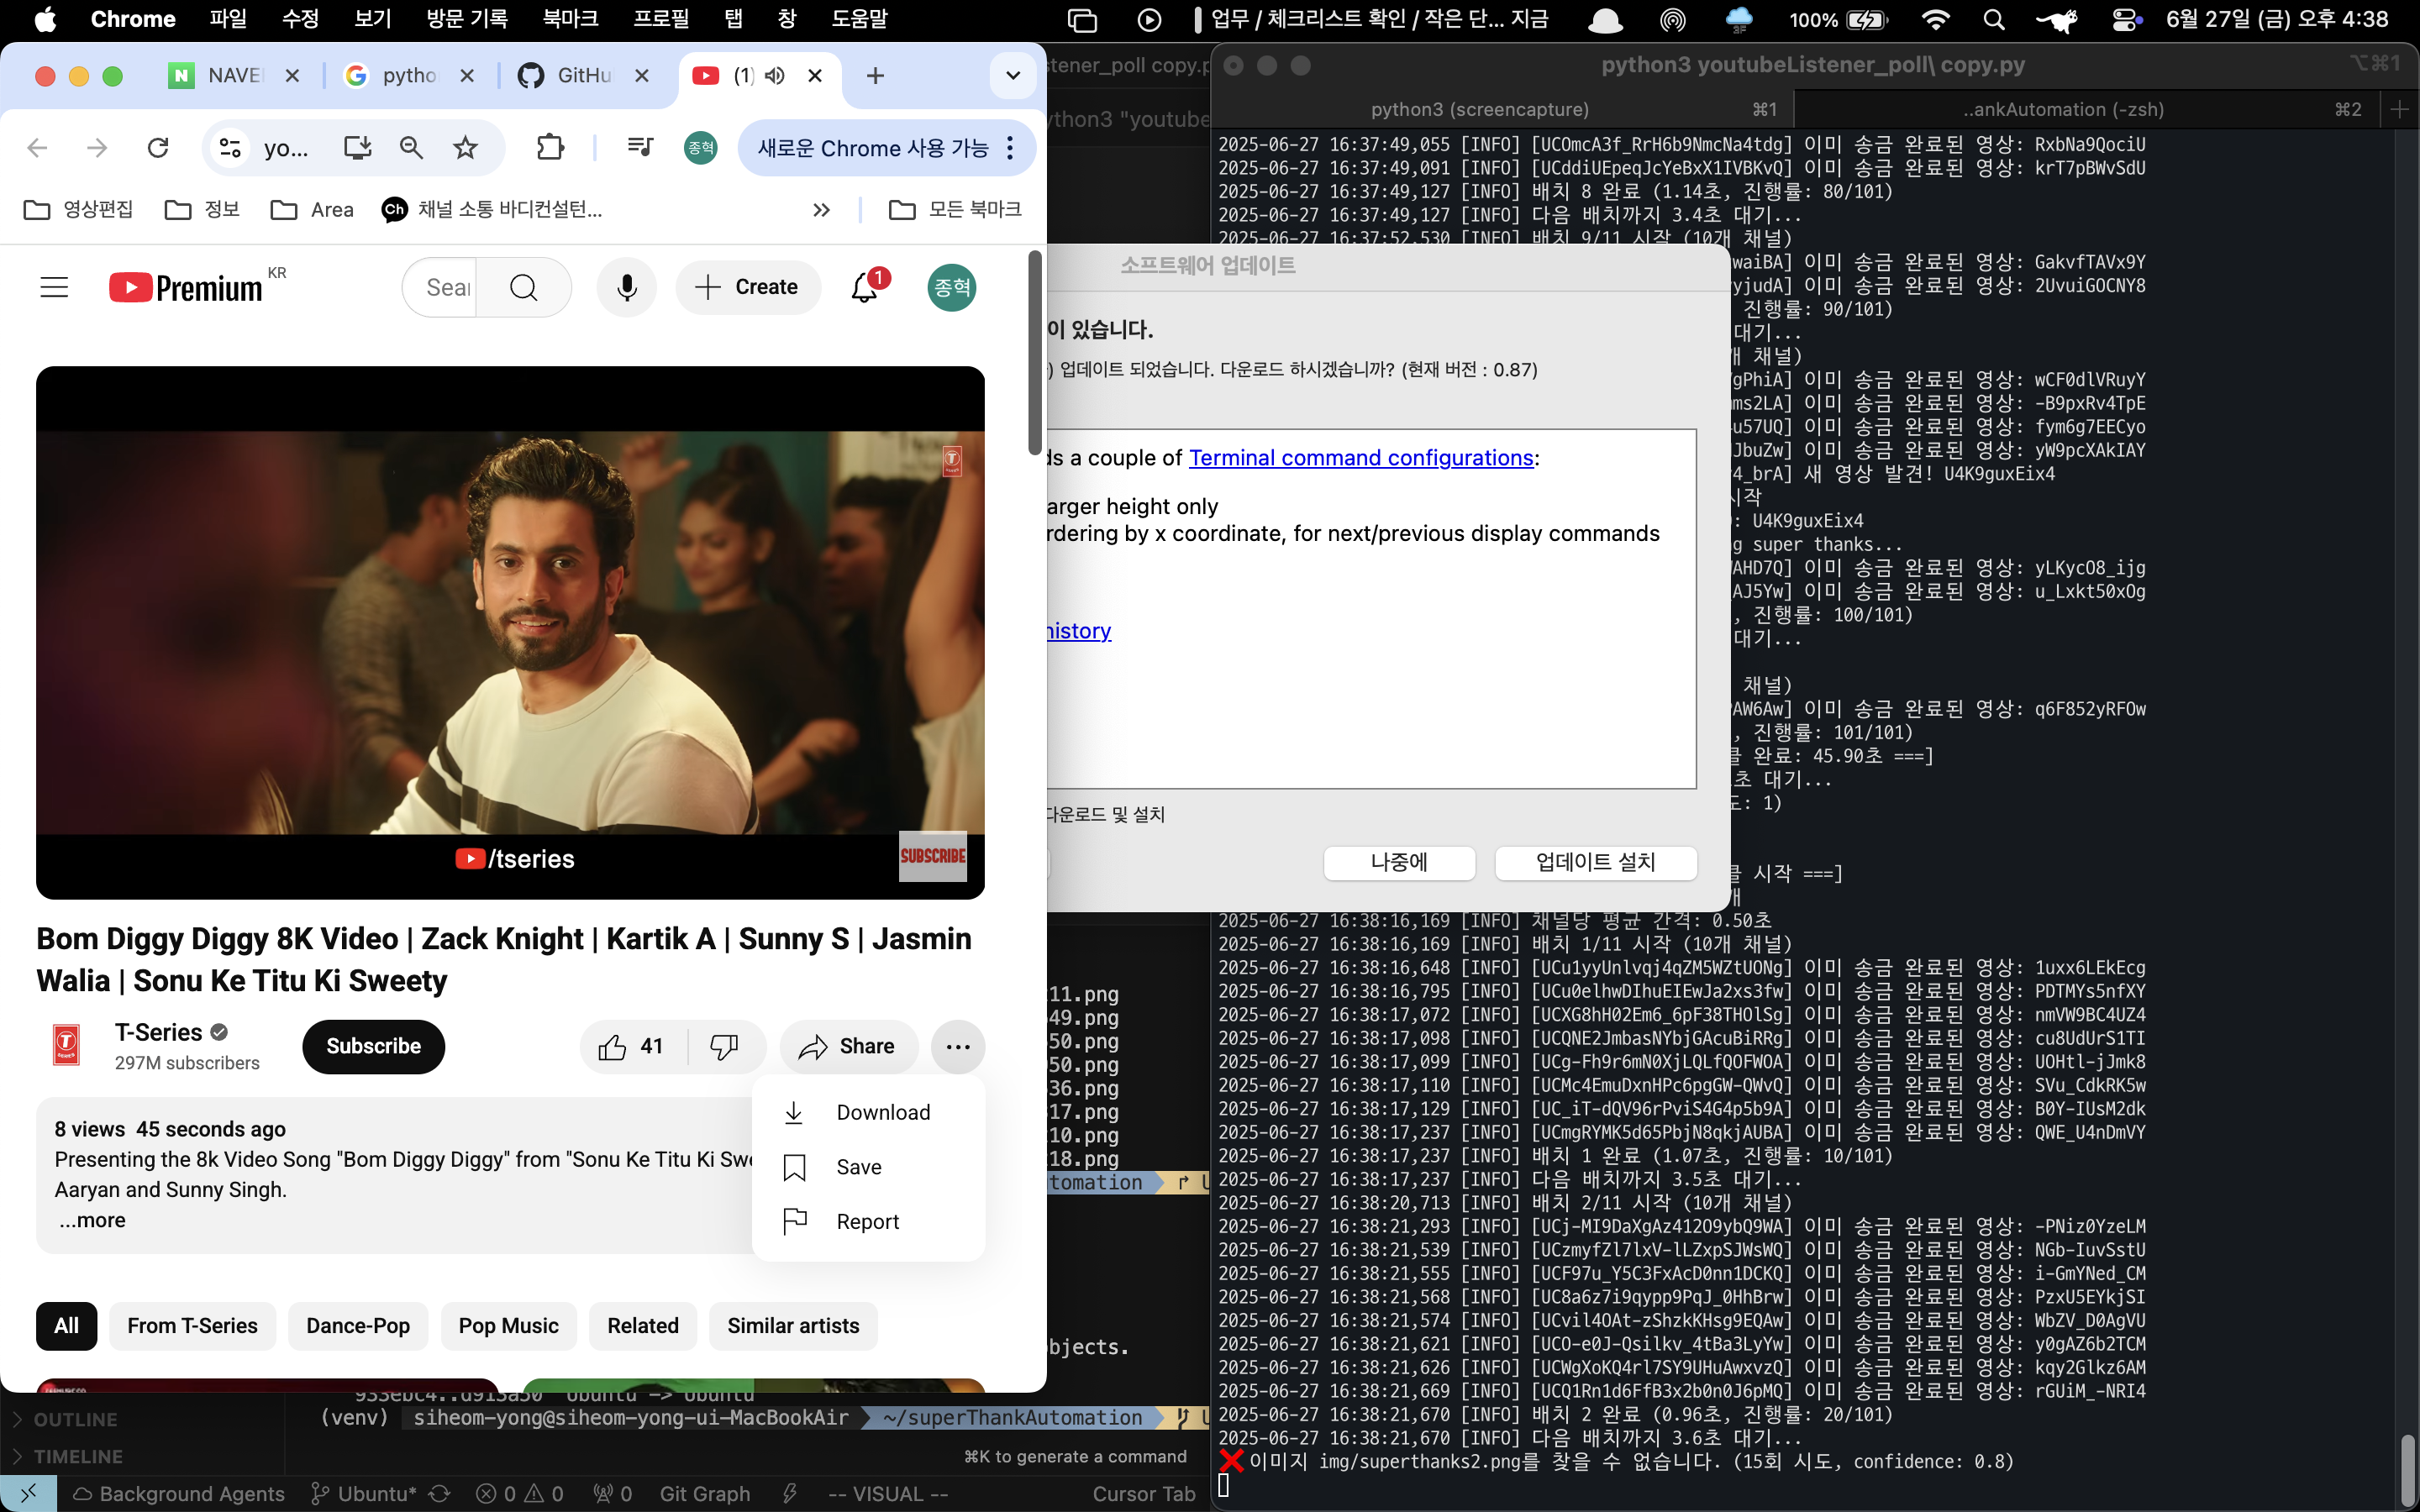 Chrome 파일 수정 보기 방문 기록 북마크 프로필 탭 창 도움말
업무 / 체크리스트 확인 / 작은 단... 지금 100% 6월 27일 (금) 오후 4:38
NAVE
pytho
GitHu
(1)
yo...
종혁
새로운 Chrome 사용 가능
영상편집
정보
Area
Ch 채널 소통 바디컨설턴...
모든 북마크
Premium KR
Sear
Create
1
종혁
/tseries
SUBSCRIBE
Bom Diggy Diggy 8K Video | Zack Knight | Kartik A | Sunny S | Jasmin
Walia | Sonu Ke Titu Ki Sweety
T-Series
297M subscribers
Subscribe
41
Share
Download
Save
Report
8 views 45 seconds ago
Presenting the 8k Video Song "Bom Diggy Diggy" from "Sonu Ke Titu Ki Swe
Aaryan and Sunny Singh.
...more
All
From T-Series
Dance-Pop
Pop Music
Related
Similar artists
stener_poll copy.p
ython3 "youtube
소프트웨어 업데이트
이 있습니다.
) 업데이트 되었습니다. 다운로드 하시겠습니까? (현재 버전 : 0.87)
ds a couple of Terminal command configurations:
arger height only
rdering by x coordinate, for next/previous display commands
history
다운로드 및 설치
나중에
업데이트 설치
11.png
49.png
50.png
50.png
36.png
17.png
10.png
18.png
tomation
bjects.
933ebc4..d913a50 Ubuntu -> Ubuntu
(venv) siheom-yong@siheom-yong-ui-MacBookAir ~/superThankAutomation
⌘K to generate a command
OUTLINE
TIMELINE
Background Agents Ubuntu* 0 0 0 Git Graph -- VISUAL -- Cursor Tab
python3 youtubeListener_poll\ copy.py ⌥⌘1
python3 (screencapture) ⌘1
..ankAutomation (-zsh) ⌘2
2025-06-27 16:37:49,055 [INFO] [UCOmcA3f_RrH6b9NmcNa4tdg] 이미 송금 완료된 영상: RxbNa9QociU
2025-06-27 16:37:49,091 [INFO] [UCddiUEpeqJcYeBxX1IVBKvQ] 이미 송금 완료된 영상: krT7pBWvSdU
2025-06-27 16:37:49,127 [INFO] 배치 8 완료 (1.14초, 진행률: 80/101)
2025-06-27 16:37:49,127 [INFO] 다음 배치까지 3.4초 대기...
2025-06-27 16:37:52,530 [INFO] 배치 9/11 시작 (10개 채널)
waiBA] 이미 송금 완료된 영상: GakvfTAVx9Y
yjudA] 이미 송금 완료된 영상: 2UvuiGOCNY8
진행률: 90/101)
대기...
개 채널)
gPhiA] 이미 송금 완료된 영상: wCF0dlVRuyY
ms2LA] 이미 송금 완료된 영상: -B9pxRv4TpE
u57UQ] 이미 송금 완료된 영상: fym6g7EECyo
JbuZw] 이미 송금 완료된 영상: yW9pcXAkIAY
4_brA] 새 영상 발견! U4K9guxEix4
시작
: U4K9guxEix4
g super thanks...
AHD7Q] 이미 송금 완료된 영상: yLKycO8_ijg
AJ5Yw] 이미 송금 완료된 영상: u_Lxkt50xOg
, 진행률: 100/101)
대기...
채널)
AW6Aw] 이미 송금 완료된 영상: q6F852yRFOw
, 진행률: 101/101)
클 완료: 45.90초 ===]
초 대기...
도: 1)
클 시작 ===]
개
2025-06-27 16:38:16,169 [INFO] 채널당 평균 간격: 0.50초
2025-06-27 16:38:16,169 [INFO] 배치 1/11 시작 (10개 채널)
2025-06-27 16:38:16,648 [INFO] [UCu1yyUnlvqj4qZM5WZtUONg] 이미 송금 완료된 영상: 1uxx6LEkEcg
2025-06-27 16:38:16,795 [INFO] [UCu0elhwDIhuEIEwJa2xs3fw] 이미 송금 완료된 영상: PDTMYs5nfXY
2025-06-27 16:38:17,072 [INFO] [UCXG8hH02Em6_6pF38THOlSg] 이미 송금 완료된 영상: nmVW9BC4UZ4
2025-06-27 16:38:17,098 [INFO] [UCQNE2JmbasNYbjGAcuBiRRg] 이미 송금 완료된 영상: cu8UdUrS1TI
2025-06-27 16:38:17,099 [INFO] [UCg-Fh9r6mN0XjLQLfQOFWOA] 이미 송금 완료된 영상: UOHtl-jJmk8
2025-06-27 16:38:17,110 [INFO] [UCMc4EmuDxnHPc6pgGW-QWvQ] 이미 송금 완료된 영상: SVu_CdkRK5w
2025-06-27 16:38:17,129 [INFO] [UC_iT-dQV96rPviS4G4p5b9A] 이미 송금 완료된 영상: B0Y-IUsM2dk
2025-06-27 16:38:17,237 [INFO] [UCmgRYMK5d65PbjN8qkjAUBA] 이미 송금 완료된 영상: QWE_U4nDmVY
2025-06-27 16:38:17,237 [INFO] 배치 1 완료 (1.07초, 진행률: 10/101)
2025-06-27 16:38:17,237 [INFO] 다음 배치까지 3.5초 대기...
2025-06-27 16:38:20,713 [INFO] 배치 2/11 시작 (10개 채널)
2025-06-27 16:38:21,293 [INFO] [UCj-MI9DaXgAz412O9ybQ9WA] 이미 송금 완료된 영상: -PNiz0YzeLM
2025-06-27 16:38:21,539 [INFO] [UCzmyfZl7lxV-lLZxpSJWsWQ] 이미 송금 완료된 영상: NGb-IuvSstU
2025-06-27 16:38:21,555 [INFO] [UCF97u_Y5C3FxAcD0nn1DCKQ] 이미 송금 완료된 영상: i-GmYNed_CM
2025-06-27 16:38:21,568 [INFO] [UC8a6z7i9qypp9PqJ_0HhBrw] 이미 송금 완료된 영상: PzxU5EYkjSI
2025-06-27 16:38:21,574 [INFO] [UCvil4OAt-zShzkKHsg9EQAw] 이미 송금 완료된 영상: WbZV_D0AgVU
2025-06-27 16:38:21,621 [INFO] [UCO-e0J-Qsilkv_4tBa3LyYw] 이미 송금 완료된 영상: y0gAZ6b2TCM
2025-06-27 16:38:21,626 [INFO] [UCWgXoKQ4rl7SY9UHuAwxvzQ] 이미 송금 완료된 영상: kqy2Glkz6AM
2025-06-27 16:38:21,669 [INFO] [UCQ1Rn1d6FfB3x2b0n0J6pMQ] 이미 송금 완료된 영상: rGUiM_-NRI4
2025-06-27 16:38:21,670 [INFO] 배치 2 완료 (0.96초, 진행률: 20/101)
2025-06-27 16:38:21,670 [INFO] 다음 배치까지 3.6초 대기...
❌이미지 img/superthanks2.png를 찾을 수 없습니다. (15회 시도, confidence: 0.8)